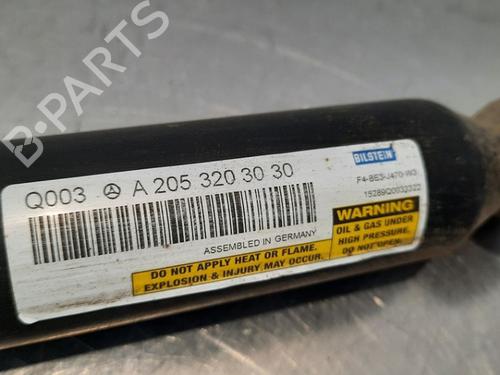 Q003 A 205 320 30 30
ASSEMBLED IN GERMANY
DO NOT APPLY HEAT OR FLAME.
EXPLOSION & INJURY MAY OCCUR.
BILSTEIN
F4-BE3-J470-W3
15289Q0032322
WARNING
OIL & GAS UNDER
HIGH PRESSURE.
DO NOT OPEN.
B-PARTS